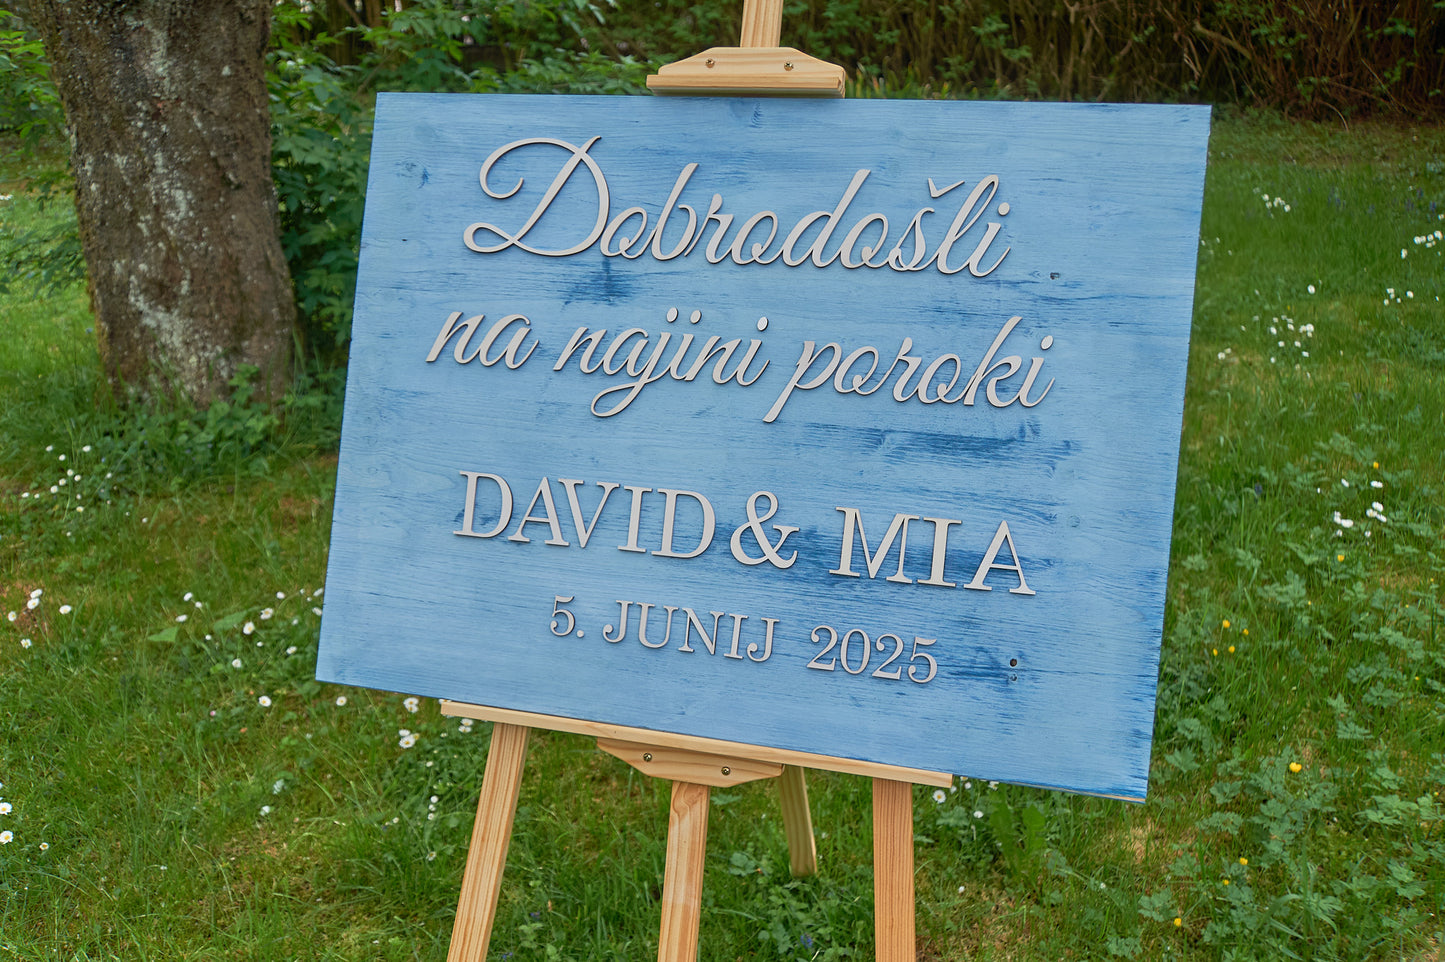 Dobrodošli
na najini poroki
DAVID & MIA
5. JUNIJ 2025